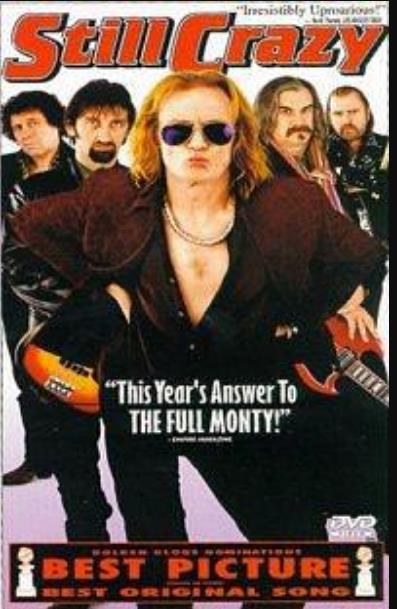 "Irresistibly Uproarious!"
Still Crazy
"This Year's Answer To
THE FULL MONTY!"
- EMPIRE MAGAZINE
DVD
GOLDEN GLOBE NOMINATIONS
BEST PICTURE
BEST ORIGINAL SONG